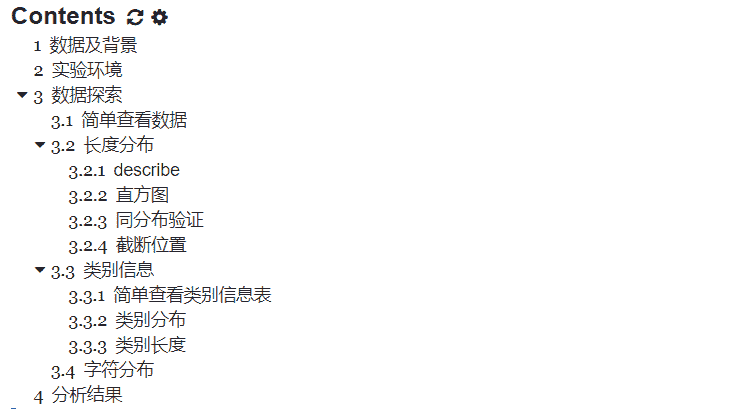 Contents
1 数据及背景
2 实验环境
3 数据探索
3.1 简单查看数据
3.2 长度分布
3.2.1 describe
3.2.2 直方图
3.2.3 同分布验证
3.2.4 截断位置
3.3 类别信息
3.3.1 简单查看类别信息表
3.3.2 类别分布
3.3.3 类别长度
3.4 字符分布
4 分析结果